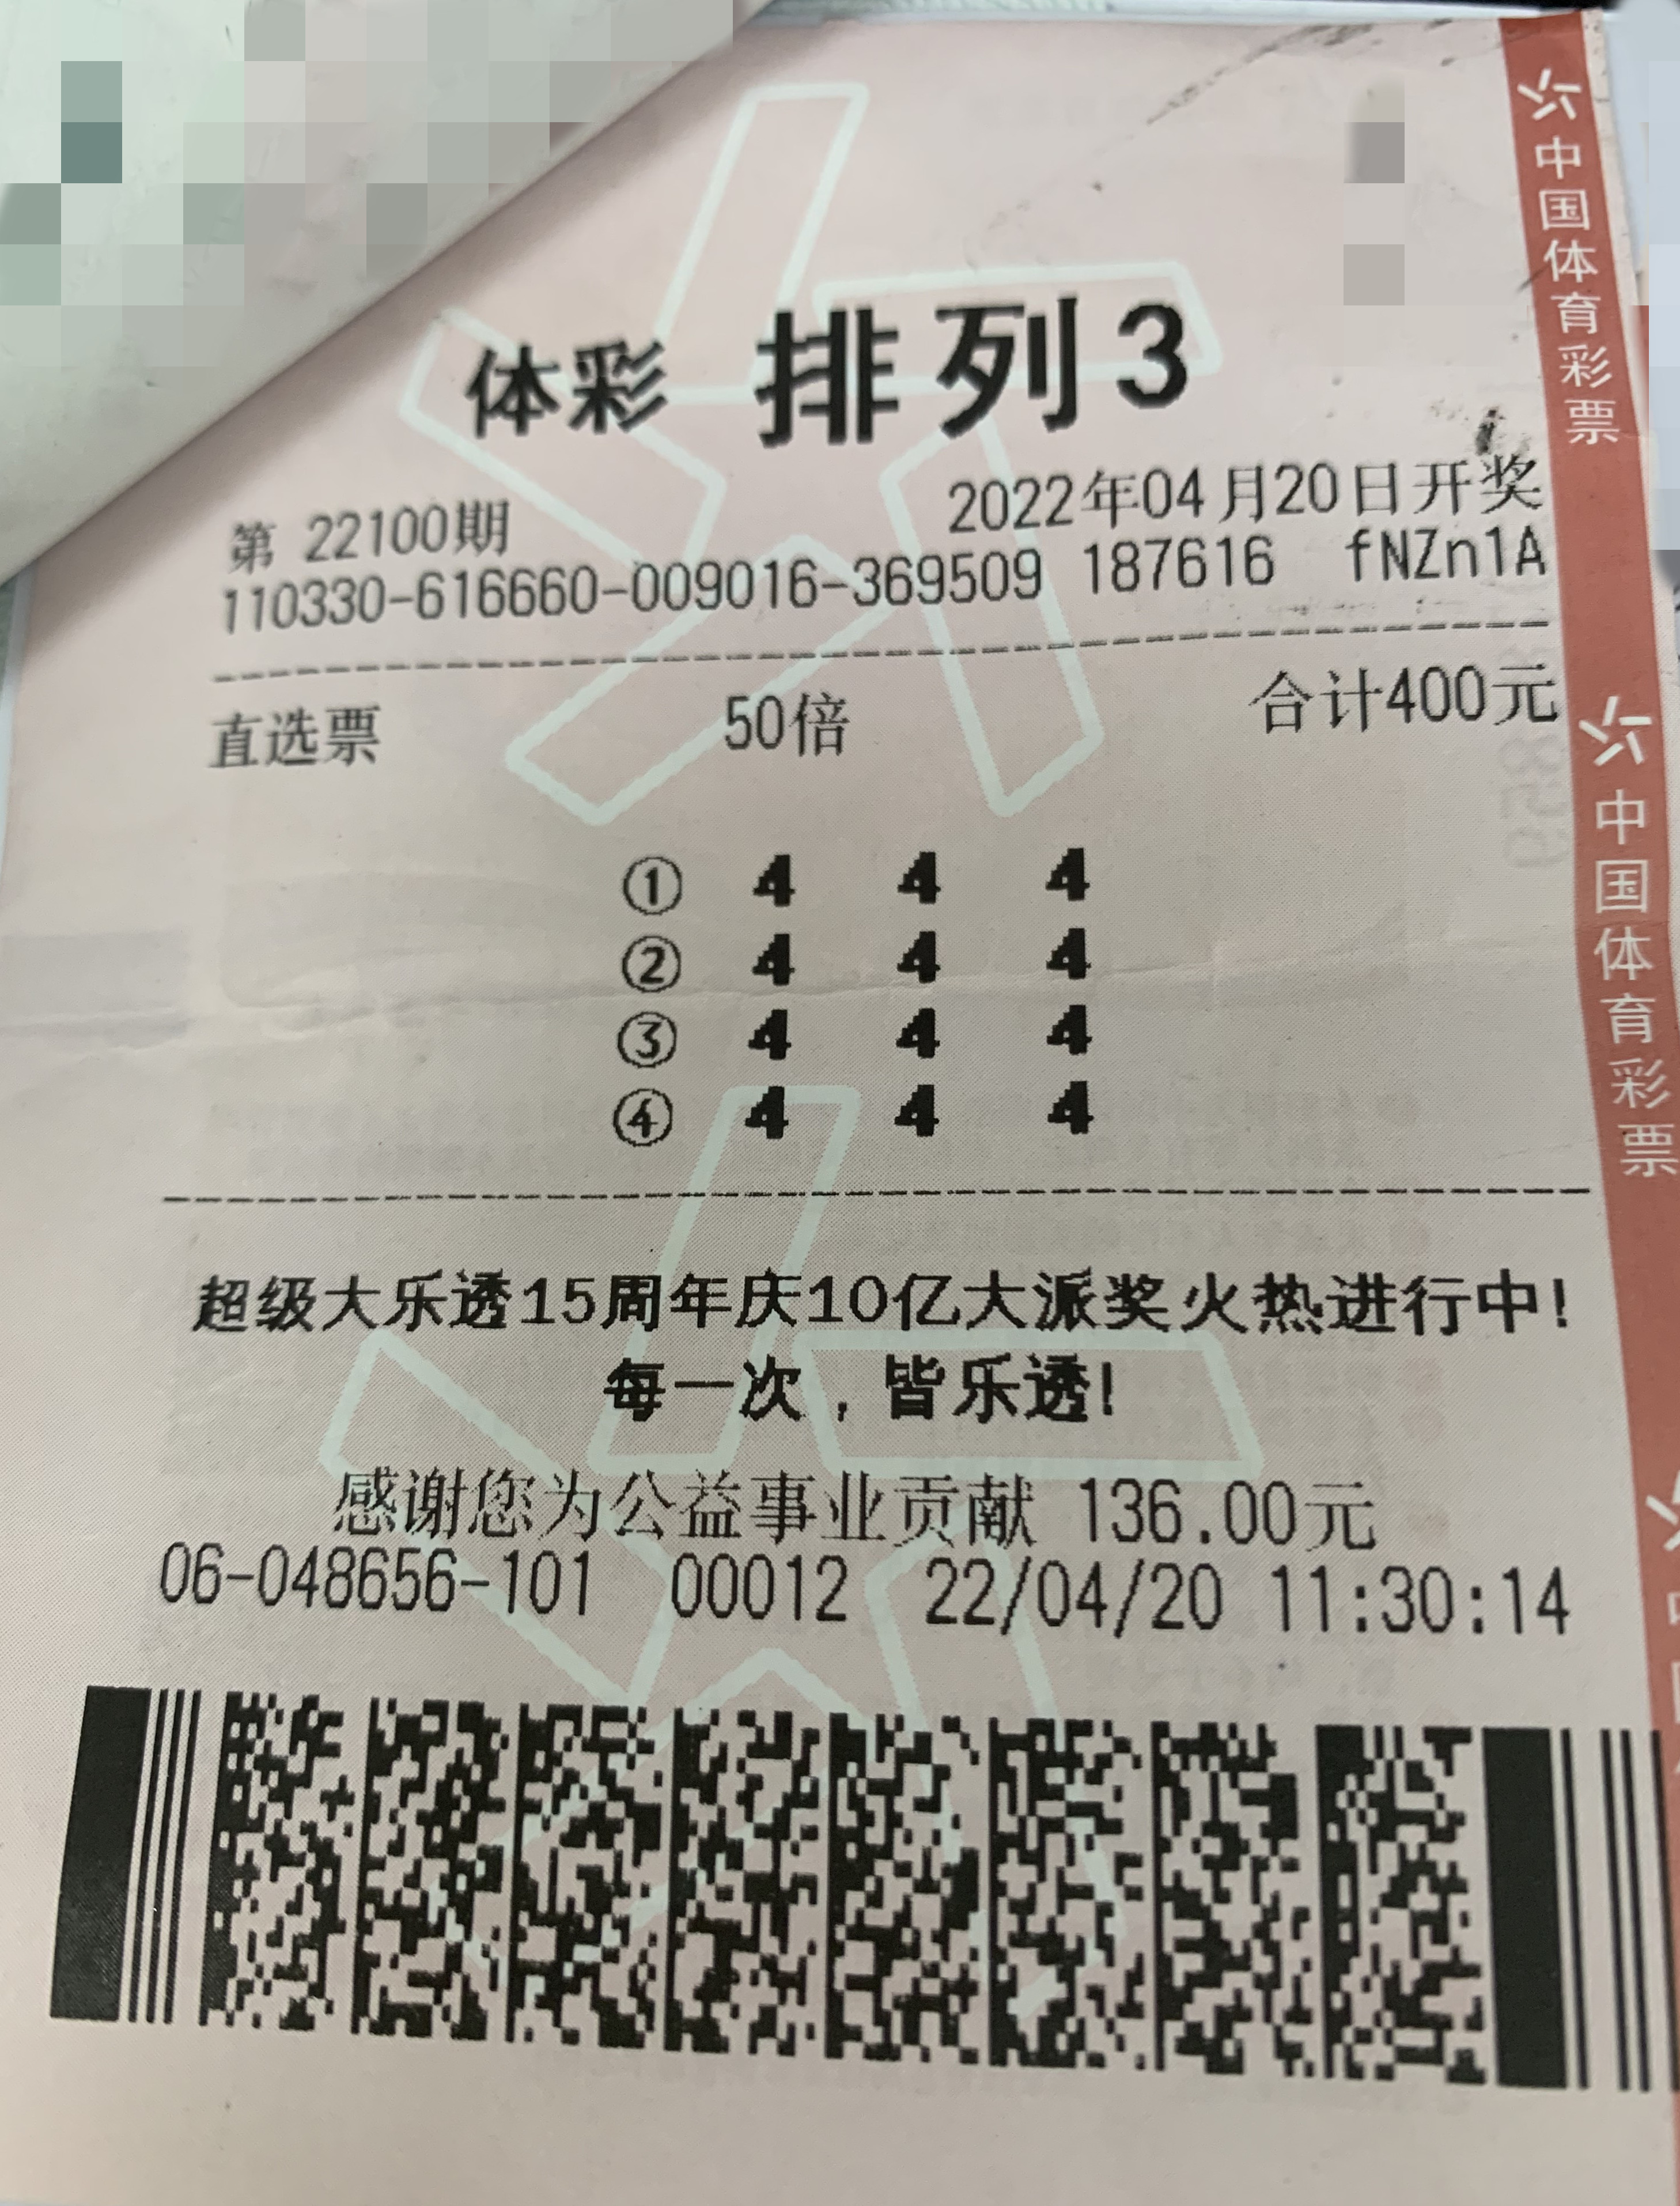 体彩 排列3
第 22100期 2022年04月20日开奖
110330-616660-009016-369509 187616 fNZn1A
直选票 50倍 合计400元
① 4 4 4
② 4 4 4
③ 4 4 4
④ 4 4 4
超级大乐透15周年庆10亿大派奖火热进行中!
每一次，皆乐透!
感谢您为公益事业贡献 136.00元
06-048656-101 00012 22/04/20 11:30:14
中国体育彩票
中国体育彩票